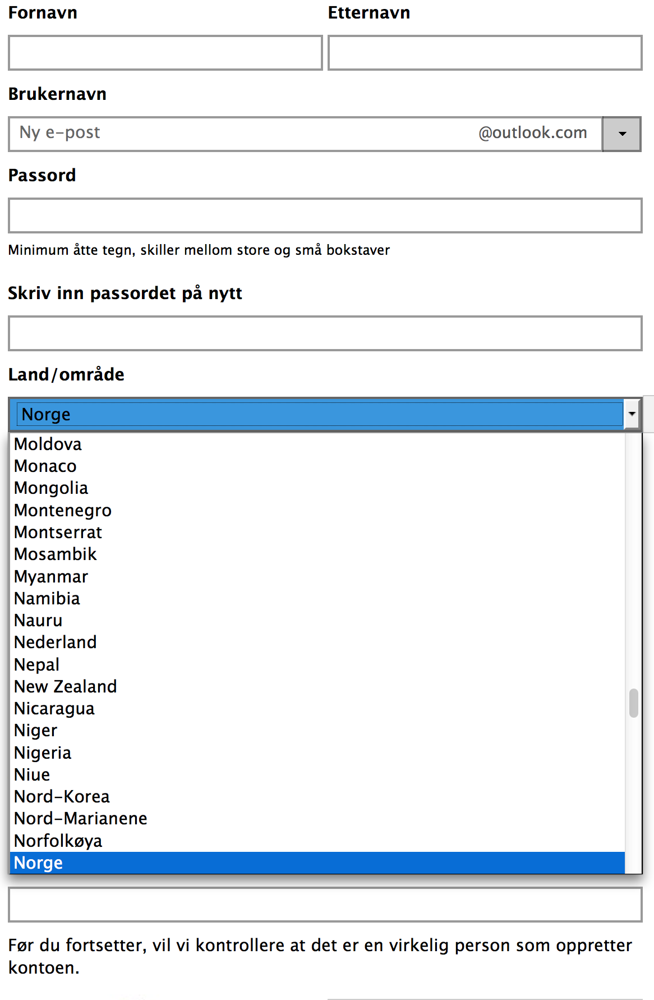 Fornavn Etternavn
Brukernavn
Ny e-post @outlook.com
Passord
Minimum åtte tegn, skiller mellom store og små bokstaver
Skriv inn passordet på nytt
Land/område
Norge
Moldova
Monaco
Mongolia
Montenegro
Montserrat
Mosambik
Myanmar
Namibia
Nauru
Nederland
Nepal
New Zealand
Nicaragua
Niger
Nigeria
Niue
Nord-Korea
Nord-Marianene
Norfolkøya
Norge
Før du fortsetter, vil vi kontrollere at det er en virkelig person som oppretter
kontoen.